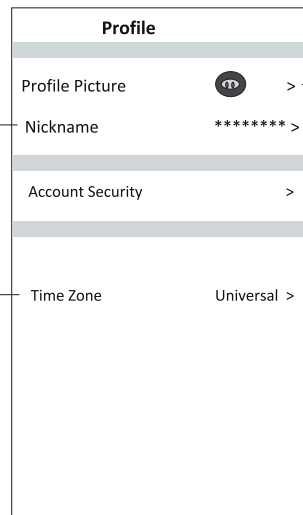 Profile
Profile Picture >
Nickname ******** >
Account Security >
Time Zone Universal >